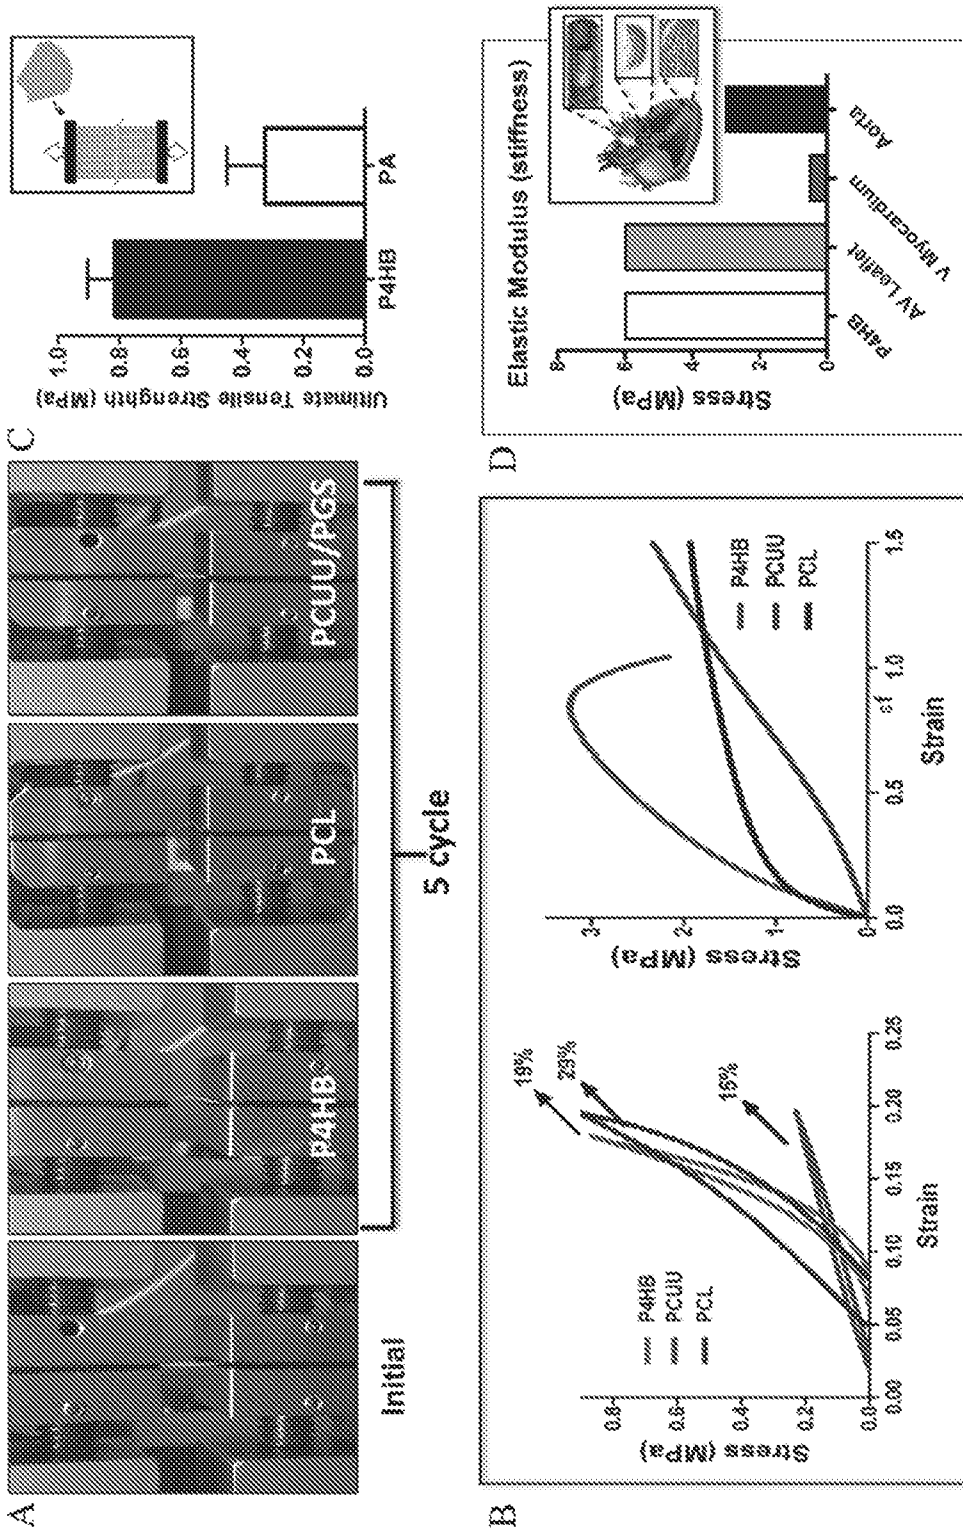 A
Initial
P4HB
PCL
PCUU/PGS
5 cycle
B
Stress (MPa)
0.8
0.6
0.4
0.2
0.0
0.00
0.05
0.10
0.15
0.20
0.25
Strain
P4HB
PCUU
PCL
19%
29%
16%
Stress (MPa)
3
2
1
0
0.0
0.5
1.0
1.5
εf
Strain
P4HB
PCUU
PCL
C
Ultimate Tensile Strenghth (MPa)
1.0
0.8
0.6
0.4
0.2
0.0
P4HB
PA
D
Elastic Modulus (stiffness)
Stress (MPa)
8
6
4
2
0
P4HB
AV Leaflet
V Myocardium
Aorta